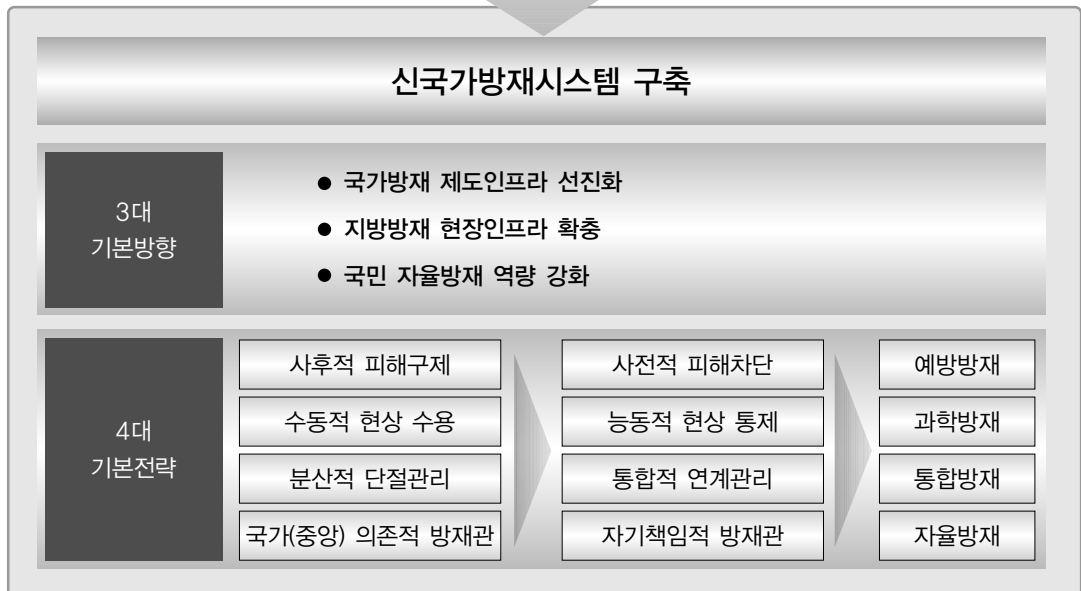 신국가방재시스템 구축
3대
기본방향
● 국가방재 제도인프라 선진화
● 지방방재 현장인프라 확충
● 국민 자율방재 역량 강화
4대
기본전략
사후적 피해구제 사전적 피해차단 예방방재
수동적 현상 수용 능동적 현상 통제 과학방재
분산적 단절관리 통합적 연계관리 통합방재
국가(중앙) 의존적 방재관 자기책임적 방재관 자율방재